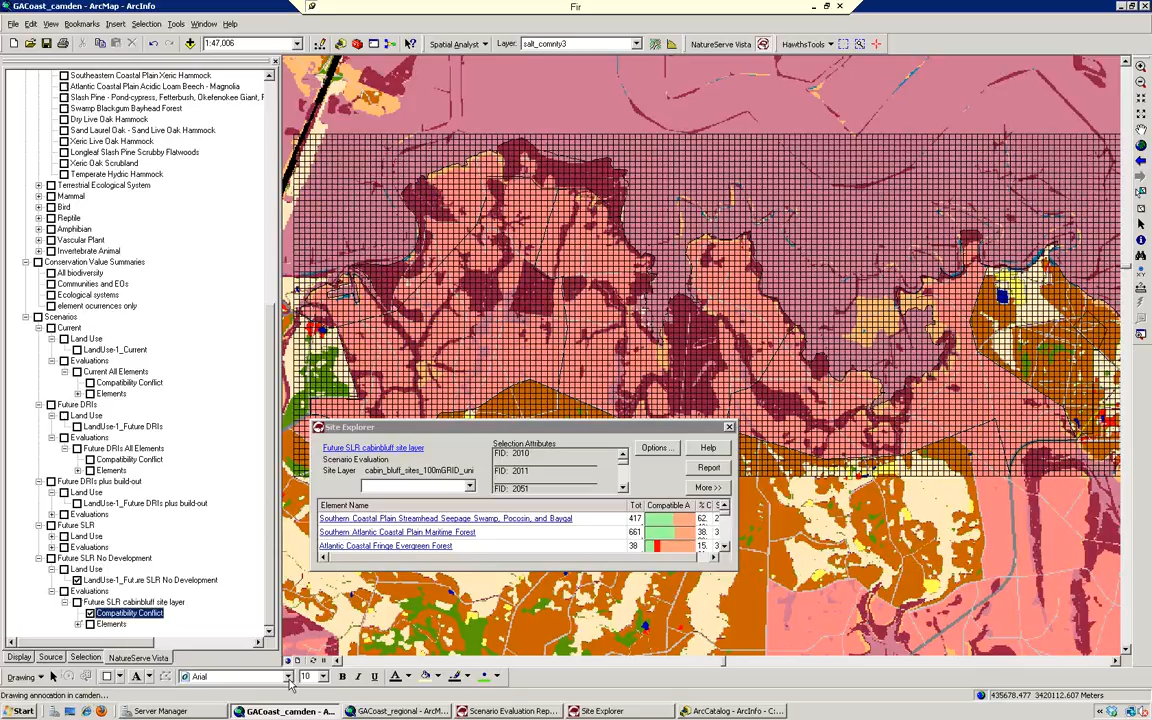 GACoast_camden - ArcMap - ArcInfo
Fir
File Edit View Bookmarks Insert Selection Tools Window Help
1:47,006
Spatial Analyst
Layer: salt_comnty3
NatureServe Vista
HawthsTools
Southeastern Coastal Plain Xeric Hammock
Atlantic Coastal Plain Acidic Loam Beech - Magnolia
Slash Pine - Pond-cypress, Fetterbush, Okefenokee Giant, F
Swamp Blackgum Bayhead Forest
Dry Live Oak Hammock
Sand Laurel Oak - Sand Live Oak Hammock
Xeric Live Oak Hammock
Longleaf Slash Pine Scrubby Flatwoods
Xeric Oak Scrubland
Temperate Hydric Hammock
Terrestrial Ecological System
Mammal
Bird
Reptile
Amphibian
Vascular Plant
Invertebrate Animal
Conservation Value Summaries
All biodiversity
Communities and EOs
Ecological systems
element ocurrences only
Scenarios
Current
Land Use
LandUse-1_Current
Evaluations
Current All Elements
Compatibility Conflict
Elements
Future DRIs
Land Use
LandUse-1_Future DRIs
Evaluations
Future DRIs All Elements
Compatibility Conflict
Elements
Future DRIs plus build-out
Land Use
LandUse-1_Future DRIs plus build-out
Evaluations
Future SLR
Land Use
Evaluations
Future SLR No Development
Land Use
LandUse-1_Future SLR No Development
Evaluations
Future SLR cabinbluff site layer
Compatibility Conflict
Elements
Site Explorer
Future SLR cabinbluff site layer
Scenario Evaluation
Site Layer cabin_bluff_sites_100mGRID_uni
Selection Attributes
FID: 2010
FID: 2011
FID: 2051
Options...
Help
Report
More >>
Element Name Tot Compatible A % C S
Southern Coastal Plain Streamhead Seepage Swamp, Pocosin, and Baygal 417 62. 2
Southern Atlantic Coastal Plain Maritime Forest 661 38. 3
Atlantic Coastal Fringe Evergreen Forest 38 15. 3
Display Source Selection NatureServe Vista
Drawing Arial 10 B I U A
Drawing annotation in camden...
435678.477 3420112.607 Meters
Start
Server Manager
GACoast_camden - A...
GACoast_regional - ArcM...
Scenario Evaluation Rep...
Site Explorer
ArcCatalog - ArcInfo - C:...